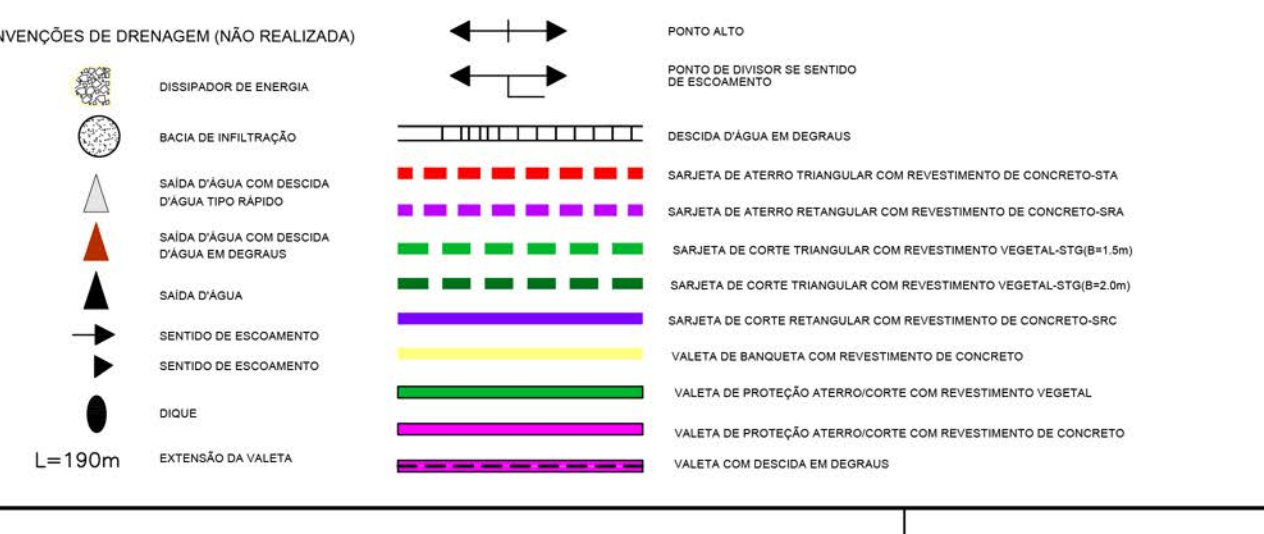 NVENÇÕES DE DRENAGEM (NÃO REALIZADA)
DISSIPADOR DE ENERGIA
BACIA DE INFILTRAÇÃO
SAÍDA D'ÁGUA COM DESCIDA
D'ÁGUA TIPO RÁPIDO
SAÍDA D'ÁGUA COM DESCIDA
D'ÁGUA EM DEGRAUS
SAÍDA D'ÁGUA
SENTIDO DE ESCOAMENTO
SENTIDO DE ESCOAMENTO
DIQUE
L=190m EXTENSÃO DA VALETA
PONTO ALTO
PONTO DE DIVISOR SE SENTIDO
DE ESCOAMENTO
DESCIDA D'ÁGUA EM DEGRAUS
SARJETA DE ATERRO TRIANGULAR COM REVESTIMENTO DE CONCRETO-STA
SARJETA DE ATERRO RETANGULAR COM REVESTIMENTO DE CONCRETO-SRA
SARJETA DE CORTE TRIANGULAR COM REVESTIMENTO VEGETAL-STG(B=1.5m)
SARJETA DE CORTE TRIANGULAR COM REVESTIMENTO VEGETAL-STG(B=2.0m)
SARJETA DE CORTE RETANGULAR COM REVESTIMENTO DE CONCRETO-SRC
VALETA DE BANQUETA COM REVESTIMENTO DE CONCRETO
VALETA DE PROTEÇÃO ATERRO/CORTE COM REVESTIMENTO VEGETAL
VALETA DE PROTEÇÃO ATERRO/CORTE COM REVESTIMENTO DE CONCRETO
VALETA COM DESCIDA EM DEGRAUS